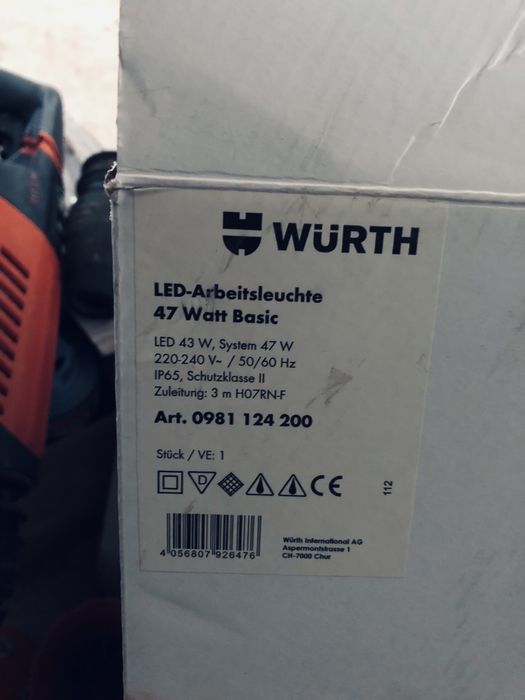 WÜRTH
LED-Arbeitsleuchte
47 Watt Basic
LED 43 W, System 47 W
220-240 V~ / 50/60 Hz
IP65, Schutzklasse II
Zuleitung: 3 m H07RN-F
Art. 0981 124 200
Stück / VE: 1
D
CE
112
4 056807 926476
Würth International AG
Aspermontstrasse 1
CH-7000 Chur